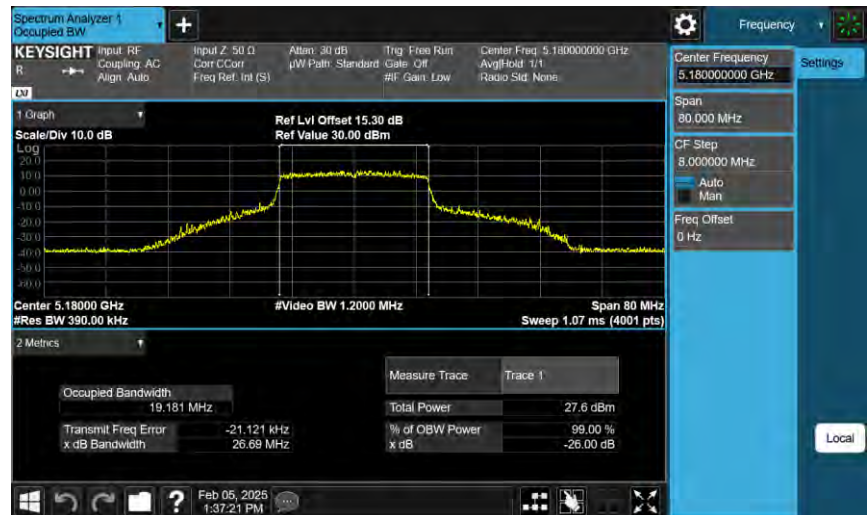 Spectrum Analyzer 1
Occupied BW
Frequency
KEYSIGHT
R
LXI
Input: RF
Coupling: AC
Align: Auto
Input Z: 50 Ω
Corr CCorr
Freq Ref: Int (S)
Atten: 30 dB
µW Path: Standard
Trig: Free Run
Gate: Off
#IF Gain: Low
Center Freq: 5.180000000 GHz
Avg|Hold: 1/1
Radio Std: None
Center Frequency
5.180000000 GHz
Settings
Span
80.000 MHz
CF Step
8.000000 MHz
Auto
Man
Freq Offset
0 Hz
1 Graph
Scale/Div 10.0 dB
Ref Lvl Offset 15.30 dB
Ref Value 30.00 dBm
Log
20.0
10.0
0.00
-10.0
-20.0
-30.0
-40.0
-50.0
-60.0
Center 5.18000 GHz
#Video BW 1.2000 MHz
Span 80 MHz
#Res BW 390.00 kHz
Sweep 1.07 ms (4001 pts)
2 Metrics
Measure Trace
Trace 1
Occupied Bandwidth
19.181 MHz
Total Power
27.6 dBm
Transmit Freq Error
-21.121 kHz
% of OBW Power
99.00 %
x dB Bandwidth
26.69 MHz
x dB
-26.00 dB
Local
?
Feb 05, 2025
1:37:21 PM